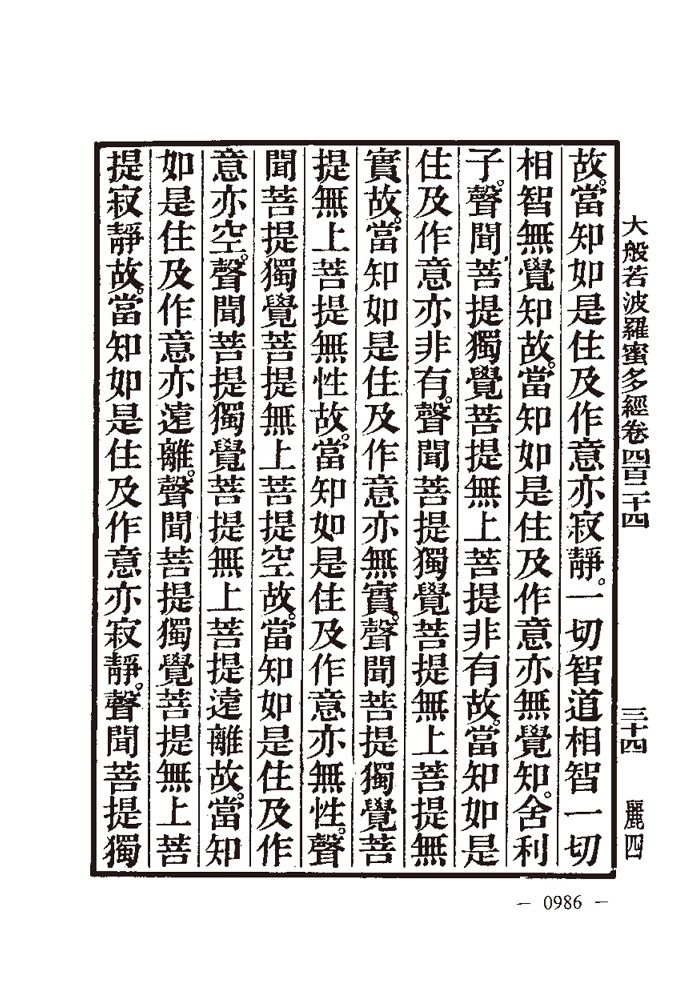 大般若波羅蜜多經卷四百二十四
三十四
麗四
故。當知如是住及作意亦寂靜。一切智道相智一切
相智無覺知故。當知如是住及作意亦無覺知。舍利
子。聲聞菩提獨覺菩提無上菩提非有故。當知如是
住及作意亦非有。聲聞菩提獨覺菩提無上菩提無
實故。當知如是住及作意亦無實。聲聞菩提獨覺菩
提無上菩提無性故。當知如是住及作意亦無性。聲
聞菩提獨覺菩提無上菩提空故。當知如是住及作
意亦空。聲聞菩提獨覺菩提無上菩提遠離故。當知
如是住及作意亦遠離。聲聞菩提獨覺菩提無上菩
提寂靜故。當知如是住及作意亦寂靜。聲聞菩提獨
— 0986 —